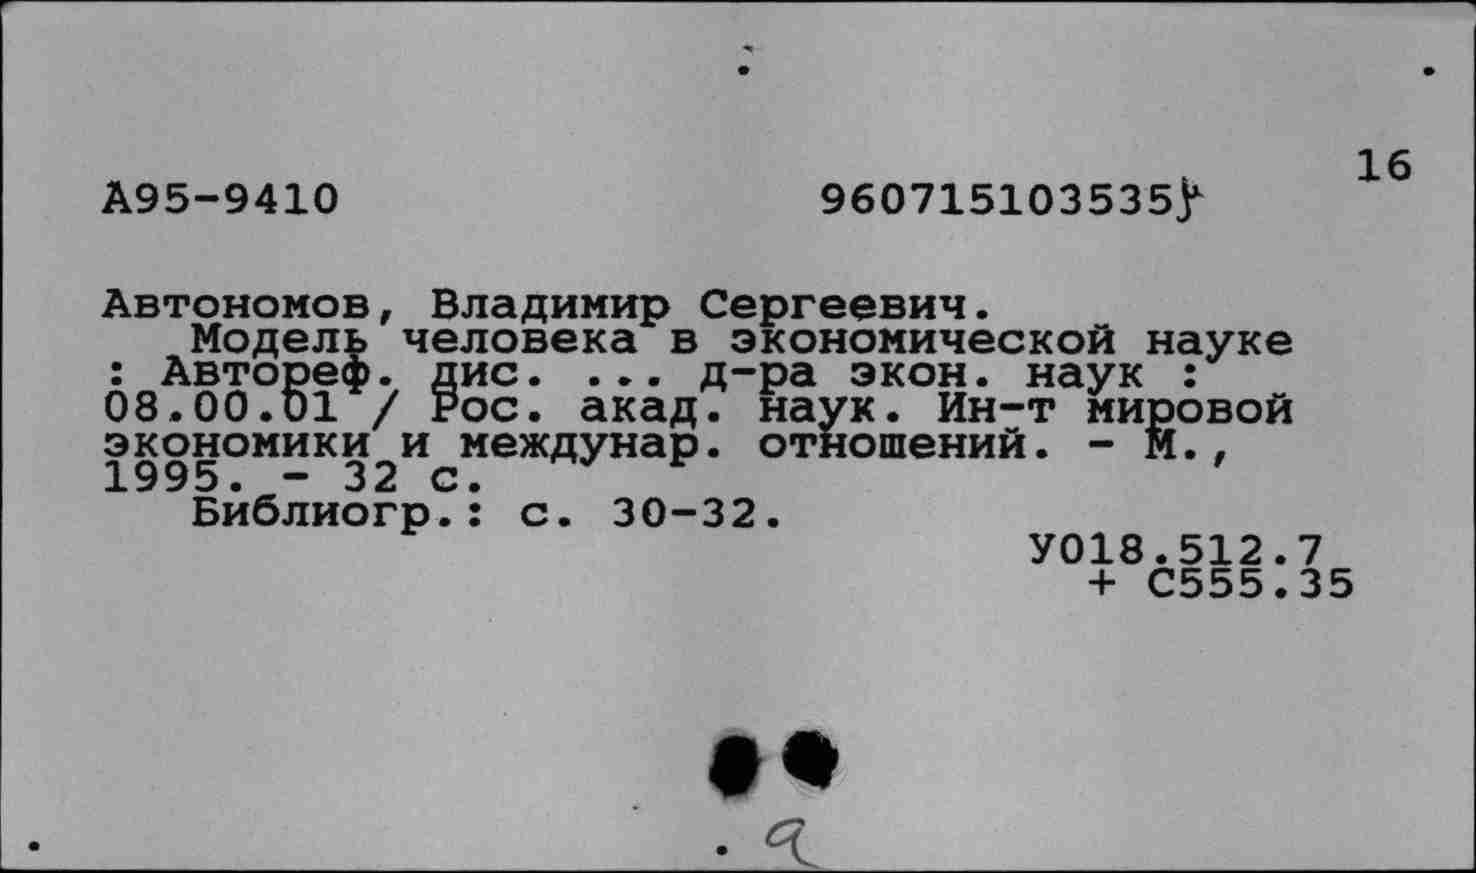 16
А95-9410 960715103535
Автономов, Владимир Сергеевич.
Модель человека в экономической науке
: Автореф. дис. ... д-ра экон. наук :
08.00.01 / Рос. акад. наук. Ин-т мировой
экономики и междунар. отношений. - М.,
1995. - 32 с.
Библиогр.: с. 30-32.
У018.512.7
+ С555.35